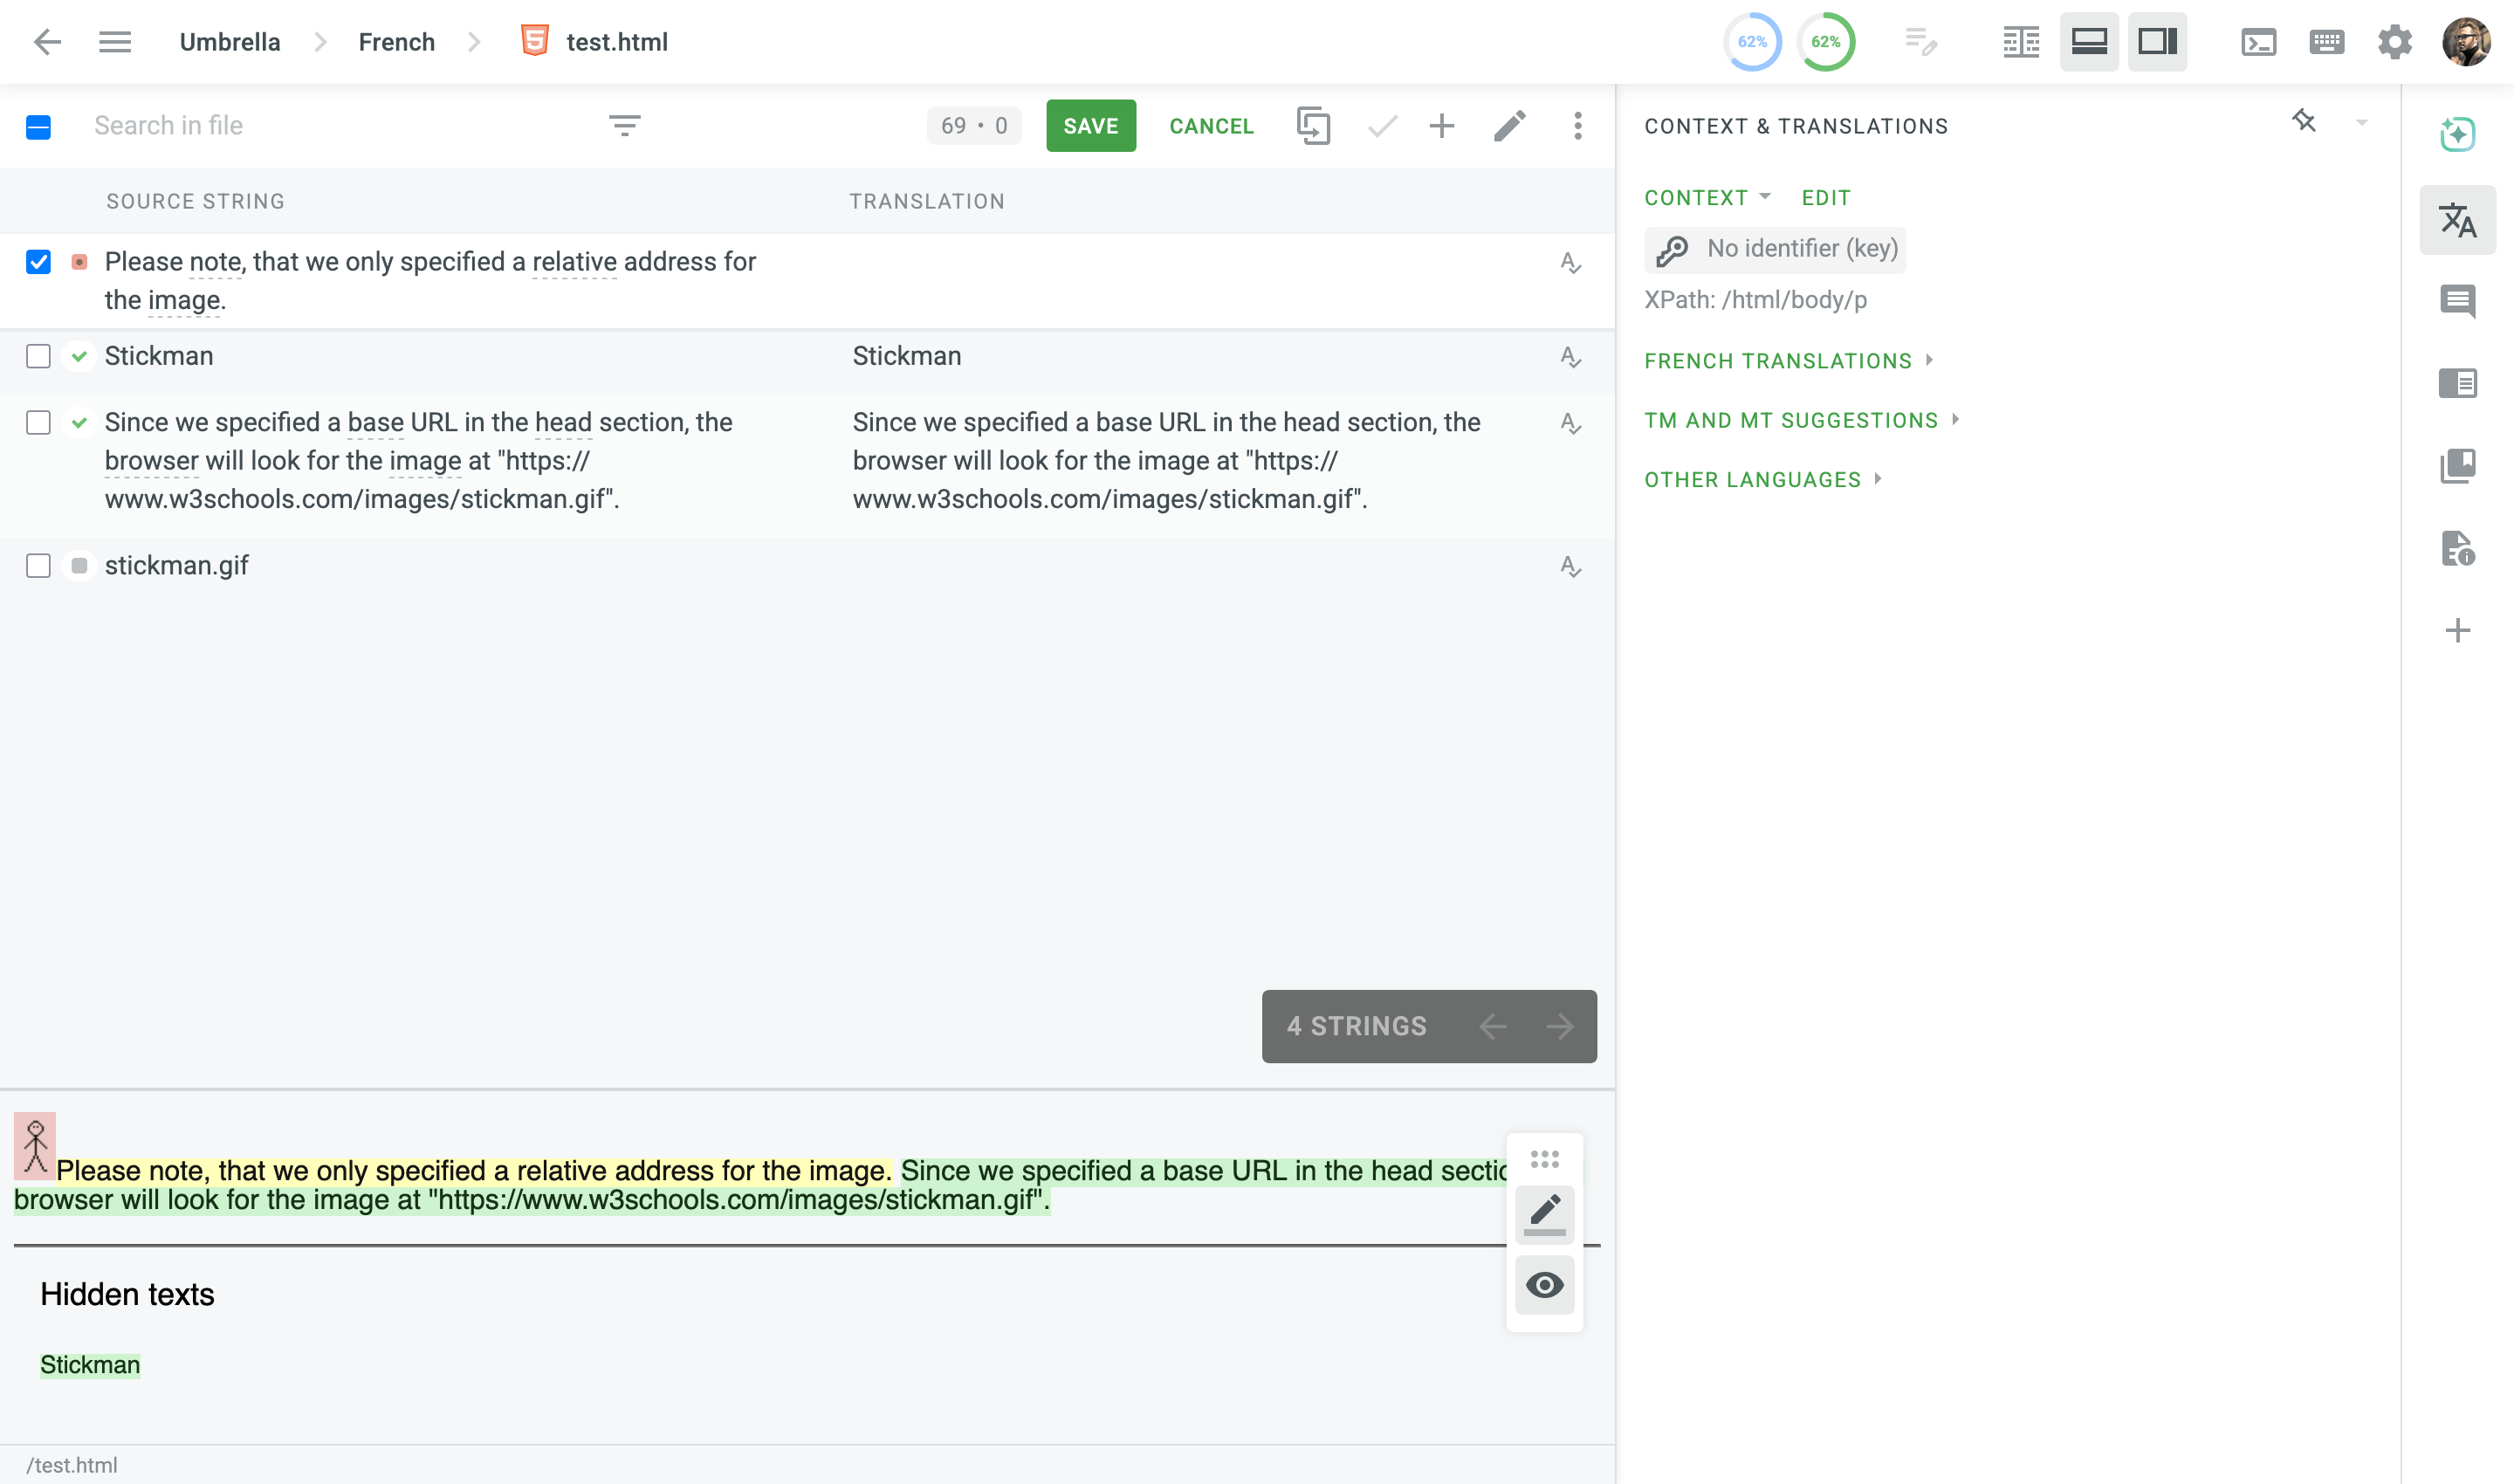 Umbrella
French
test.html
62%
62%
Search in file
69 • 0
SAVE
CANCEL
SOURCE STRING
TRANSLATION
Please note, that we only specified a relative address for
the image.
Stickman
Stickman
Since we specified a base URL in the head section, the
browser will look for the image at "https://
www.w3schools.com/images/stickman.gif".
Since we specified a base URL in the head section, the
browser will look for the image at "https://
www.w3schools.com/images/stickman.gif".
stickman.gif
4 STRINGS
Please note, that we only specified a relative address for the image. Since we specified a base URL in the head sectio
browser will look for the image at "https://www.w3schools.com/images/stickman.gif".
Hidden texts
Stickman
/test.html
CONTEXT & TRANSLATIONS
CONTEXT
EDIT
No identifier (key)
XPath: /html/body/p
FRENCH TRANSLATIONS
TM AND MT SUGGESTIONS
OTHER LANGUAGES